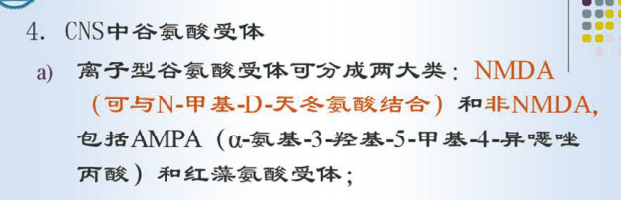 4. CNS中谷氨酸受体
a) 离子型谷氨酸受体可分成两大类：NMDA
（可与N-甲基-D-天冬氨酸结合）和非NMDA,
包括AMPA（α-氨基-3-羟基-5-甲基-4-异噁唑
丙酸）和红藻氨酸受体；